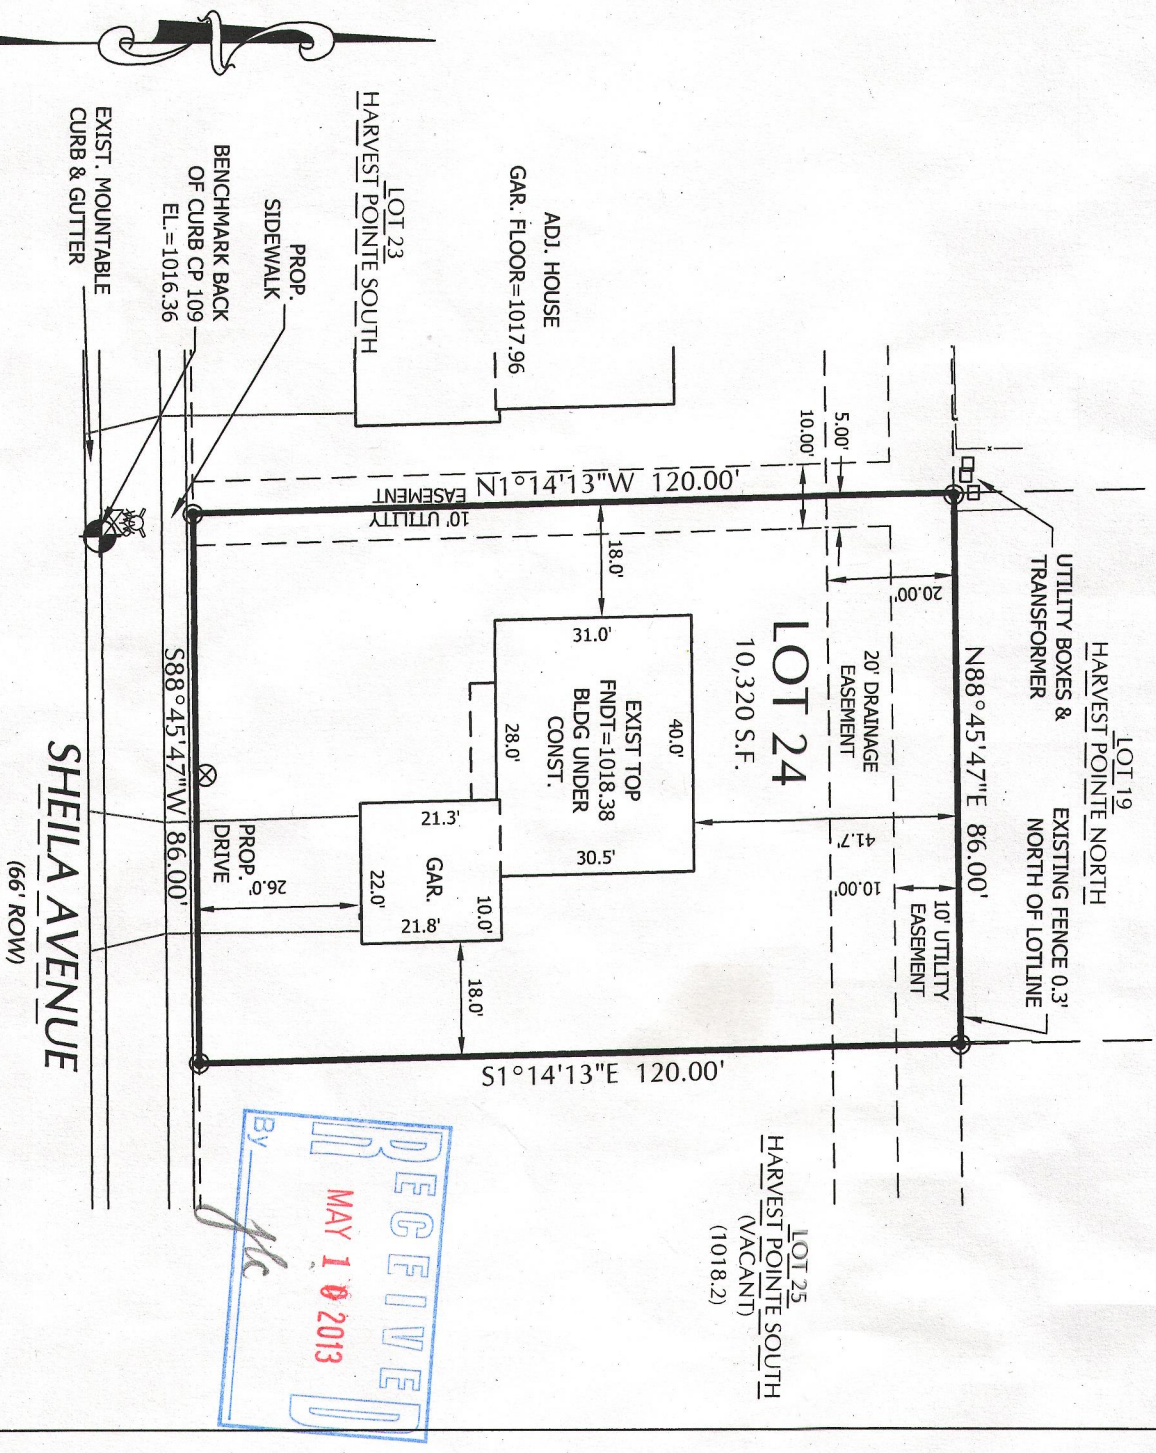 LOT 19
HARVEST POINTE NORTH
UTILITY BOXES &
TRANSFORMER
EXISTING FENCE 0.3'
NORTH OF LOTLINE
N88°45'47"E 86.00'
10' UTILITY
EASEMENT
10.00'
20.00'
20' DRAINAGE
EASEMENT
41.7'
5.00'
10.00'
LOT 24
10,320 S.F.
N1°14'13"W 120.00'
10' UTILITY
EASEMENT
18.0'
40.0'
31.0'
EXIST TOP
FNDT=1018.38
BLDG UNDER
CONST.
30.5'
28.0'
10.0'
21.3'
GAR.
21.8'
22.0'
18.0'
26.0'
PROP.
DRIVE
S1°14'13"E 120.00'
S88°45'47"W 86.00'
SHEILA AVENUE
(66' ROW)
ADJ. HOUSE
GAR. FLOOR=1017.96
LOT 23
HARVEST POINTE SOUTH
PROP.
SIDEWALK
BENCHMARK BACK
OF CURB CP 109
EL.=1016.36
EXIST. MOUNTABLE
CURB & GUTTER
LOT 25
HARVEST POINTE SOUTH
(VACANT)
(1018.2)
RECEIVED
MAY 10 2013
By